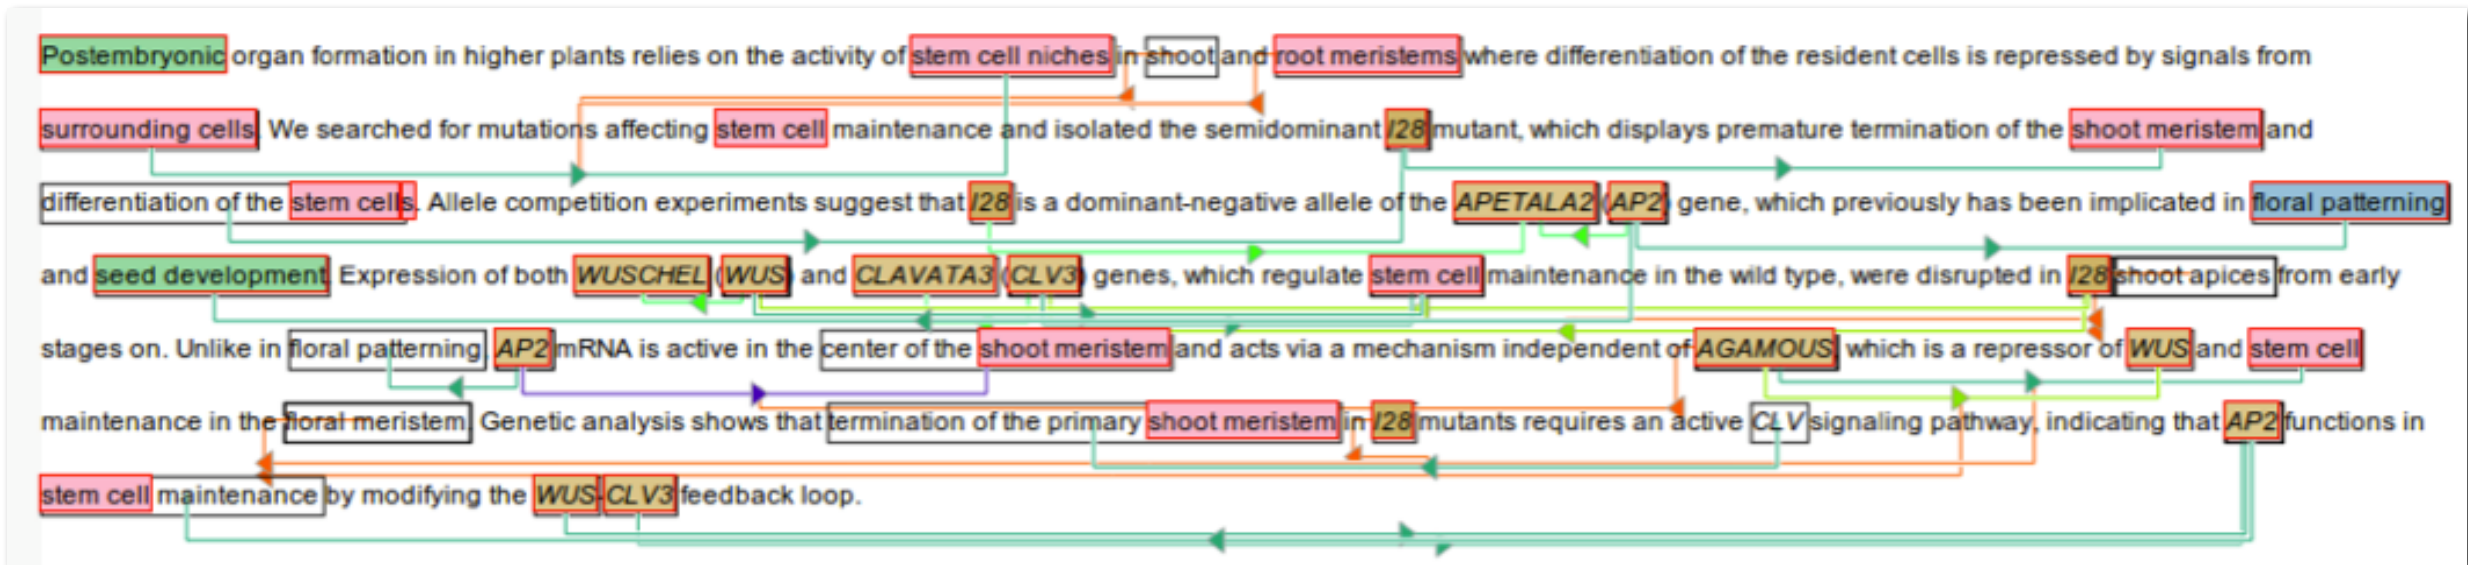 Postembryonic organ formation in higher plants relies on the activity of stem cell niches in shoot and root meristems where differentiation of the resident cells is repressed by signals from
surrounding cells. We searched for mutations affecting stem cell maintenance and isolated the semidominant l28 mutant, which displays premature termination of the shoot meristem and
differentiation of the stem cells. Allele competition experiments suggest that l28 is a dominant-negative allele of the APETALA2 (AP2) gene, which previously has been implicated in floral patterning
and seed development. Expression of both WUSCHEL (WUS) and CLAVATA3 (CLV3) genes, which regulate stem cell maintenance in the wild type, were disrupted in l28 shoot apices from early
stages on. Unlike in floral patterning, AP2 mRNA is active in the center of the shoot meristem and acts via a mechanism independent of AGAMOUS, which is a repressor of WUS and stem cell
maintenance in the floral meristem. Genetic analysis shows that termination of the primary shoot meristem in l28 mutants requires an active CLV signaling pathway, indicating that AP2 functions in
stem cell maintenance by modifying the WUS-CLV3 feedback loop.